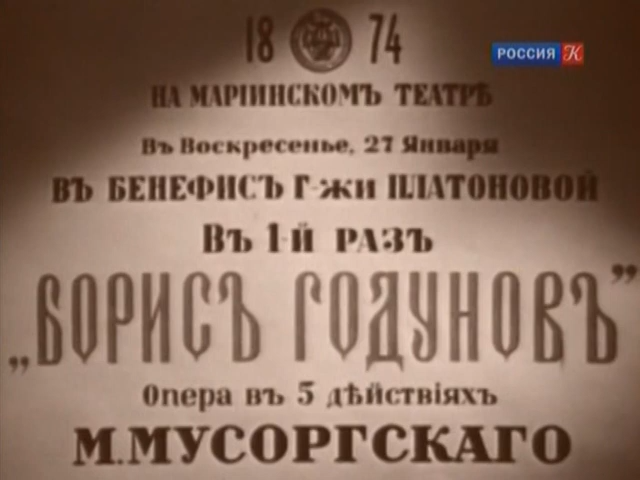 18 74
РОССИЯ К
НА МАРІИНСКОМЪ ТЕАТРѢ
Въ Воскресенье, 27 Января
ВЪ БЕНЕФИСЪ Г-жи ПЛАТОНОВОЙ
Въ 1-й разъ
„БОРИСЪ ГОДУНОВЪ”
Опера въ 5 дѣйствіяхъ
М. МУСОРГСКАГО